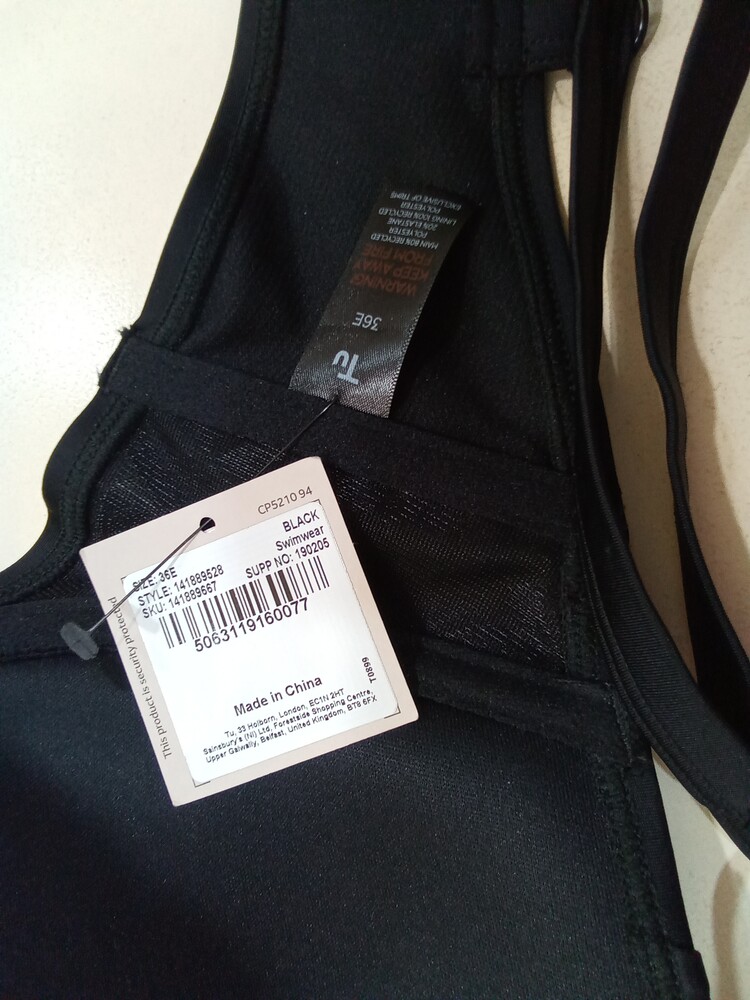 Tu
36E
WARNING!
KEEP AWAY
FROM FIRE
MAIN 80% RECYCLED
POLYESTER
20% ELASTANE
LINING 100% RECYCLED
POLYESTER
EXCLUSIVE OF TRIMS
CP5210 94
BLACK
Swimwear
SIZE: 36E
STYLE: 141889528
SUPP NO: 190205
SKU: 141889667
5063119160077
Made in China
T0899
Tu, 33 Holborn, London, EC1N 2HT
Sainsbury's (NI) Ltd, Forestside Shopping Centre,
Upper Galwally, Belfast, United Kingdom, BT8 6FX
This product is security protected